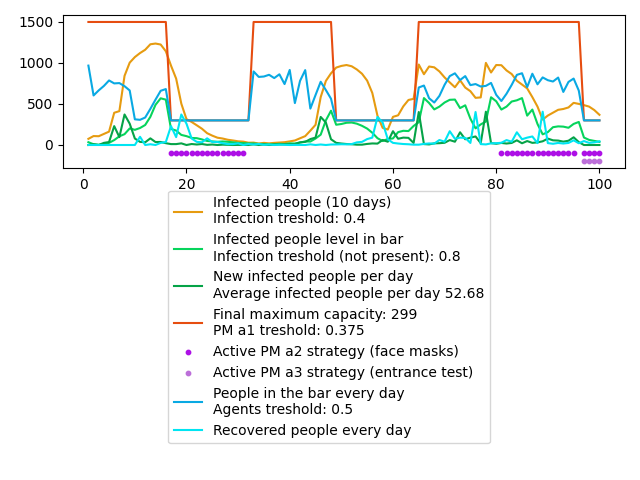 1500
1000
500
0
0 20 40 60 80 100
Infected people (10 days)
Infection treshold: 0.4
Infected people level in bar
Infection treshold (not present): 0.8
New infected people per day
Average infected people per day 52.68
Final maximum capacity: 299
PM a1 treshold: 0.375
Active PM a2 strategy (face masks)
Active PM a3 strategy (entrance test)
People in the bar every day
Agents treshold: 0.5
Recovered people every day